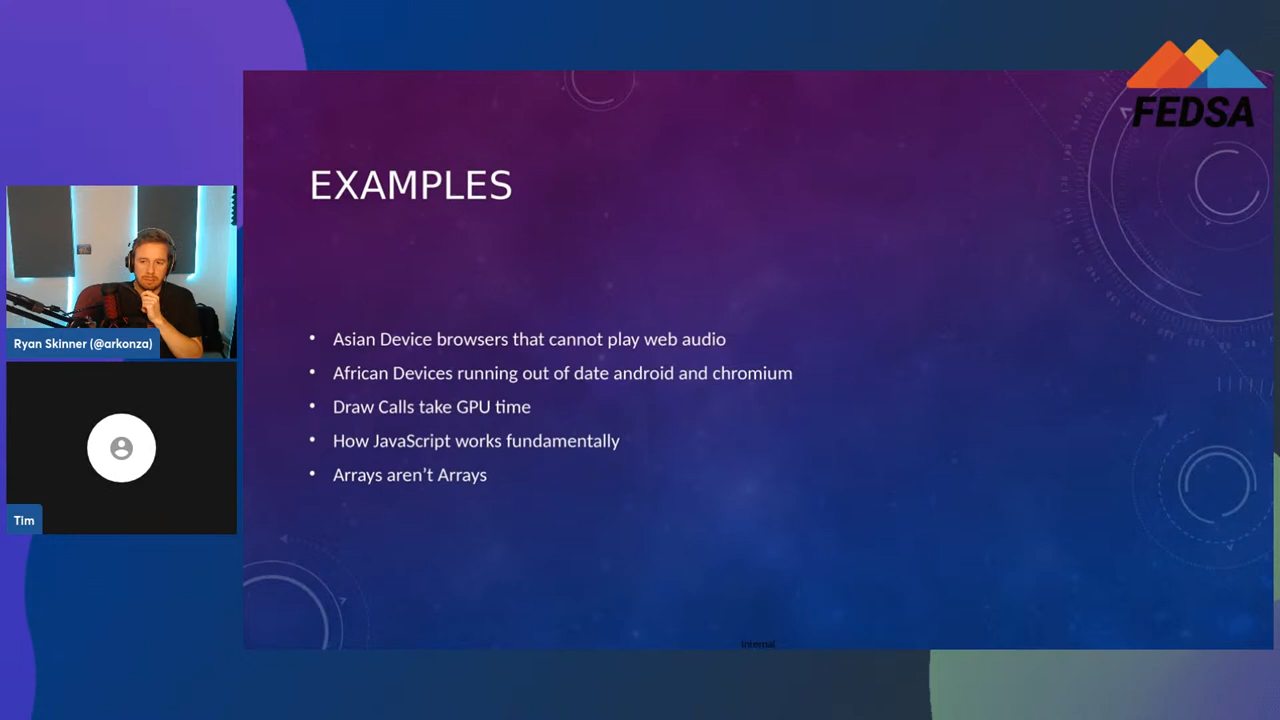 FEDSA
EXAMPLES
• Asian Device browsers that cannot play web audio
• African Devices running out of date android and chromium
• Draw Calls take GPU time
• How JavaScript works fundamentally
• Arrays aren’t Arrays
Ryan Skinner (@arkonza)
Tim
Internal